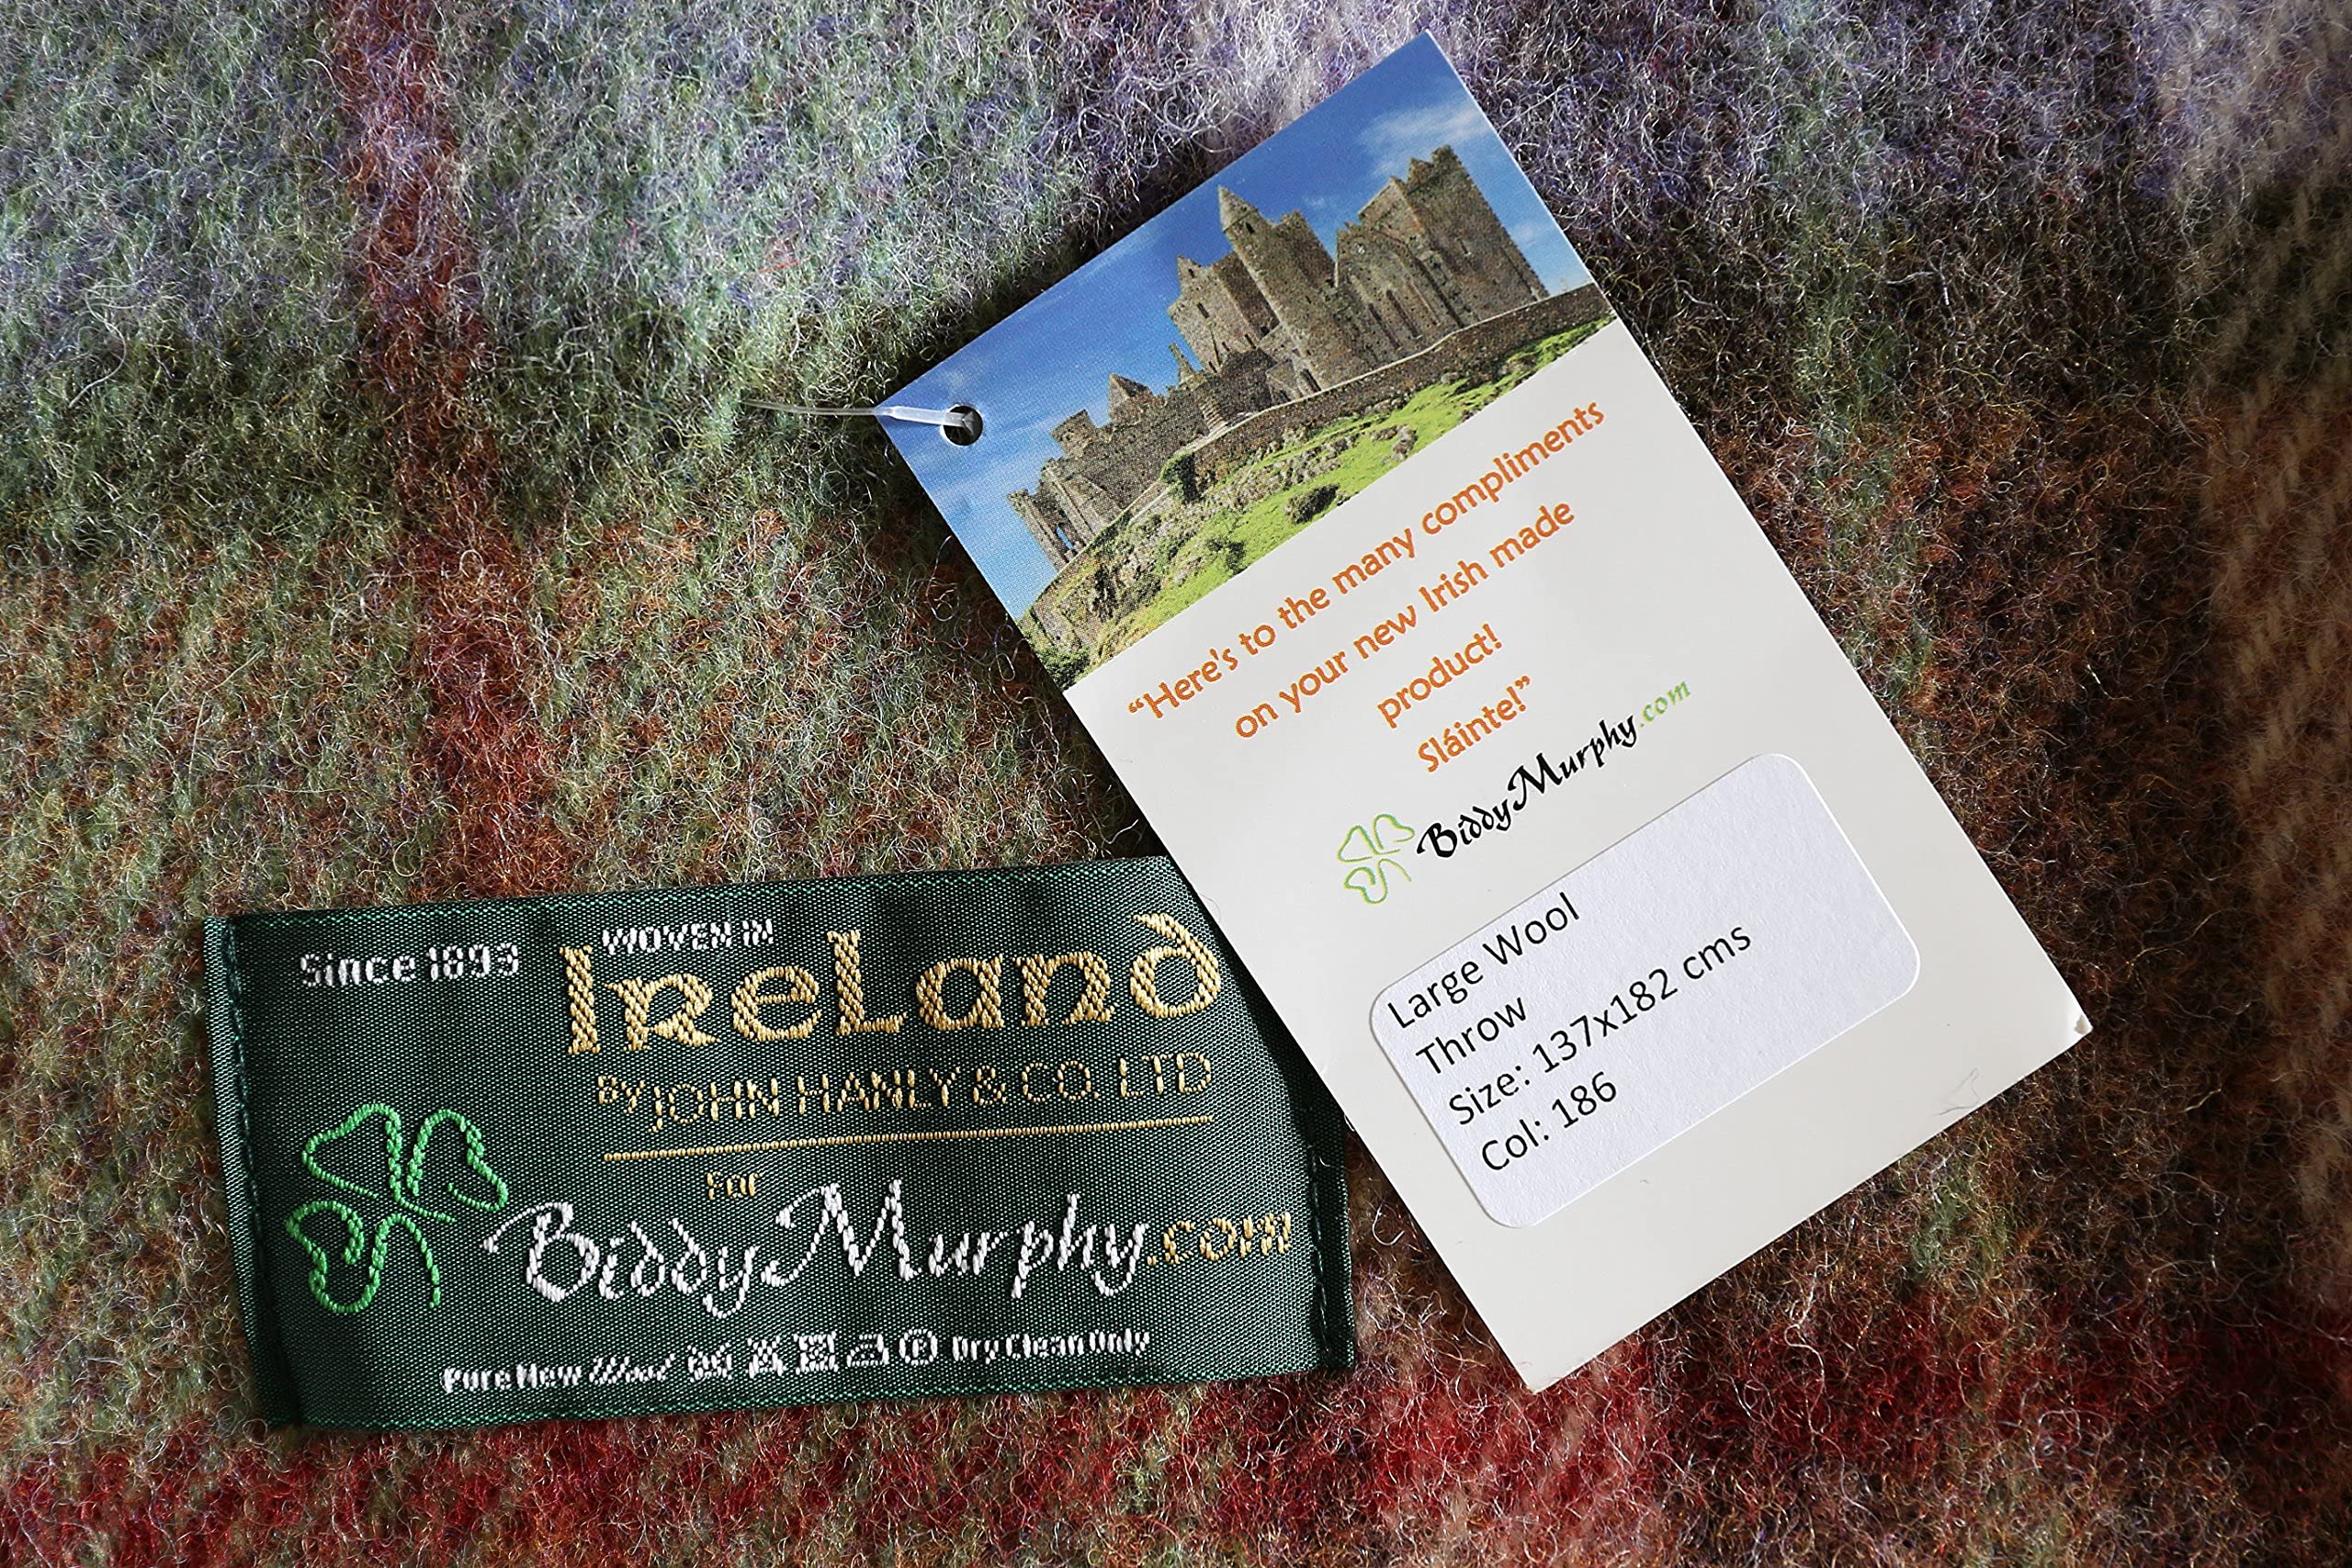 "Here's to the many compliments
on your new Irish made
product!
Sláinte!"
BiddyMurphy.com
Large Wool
Throw
Size: 137x182 cms
Col: 186
Since 1893
WOVEN IN
IreLand
By JOHN HANLY & CO. LTD
For
BiddyMurphy.com
Pure New Wool
P
Dry Clean Only